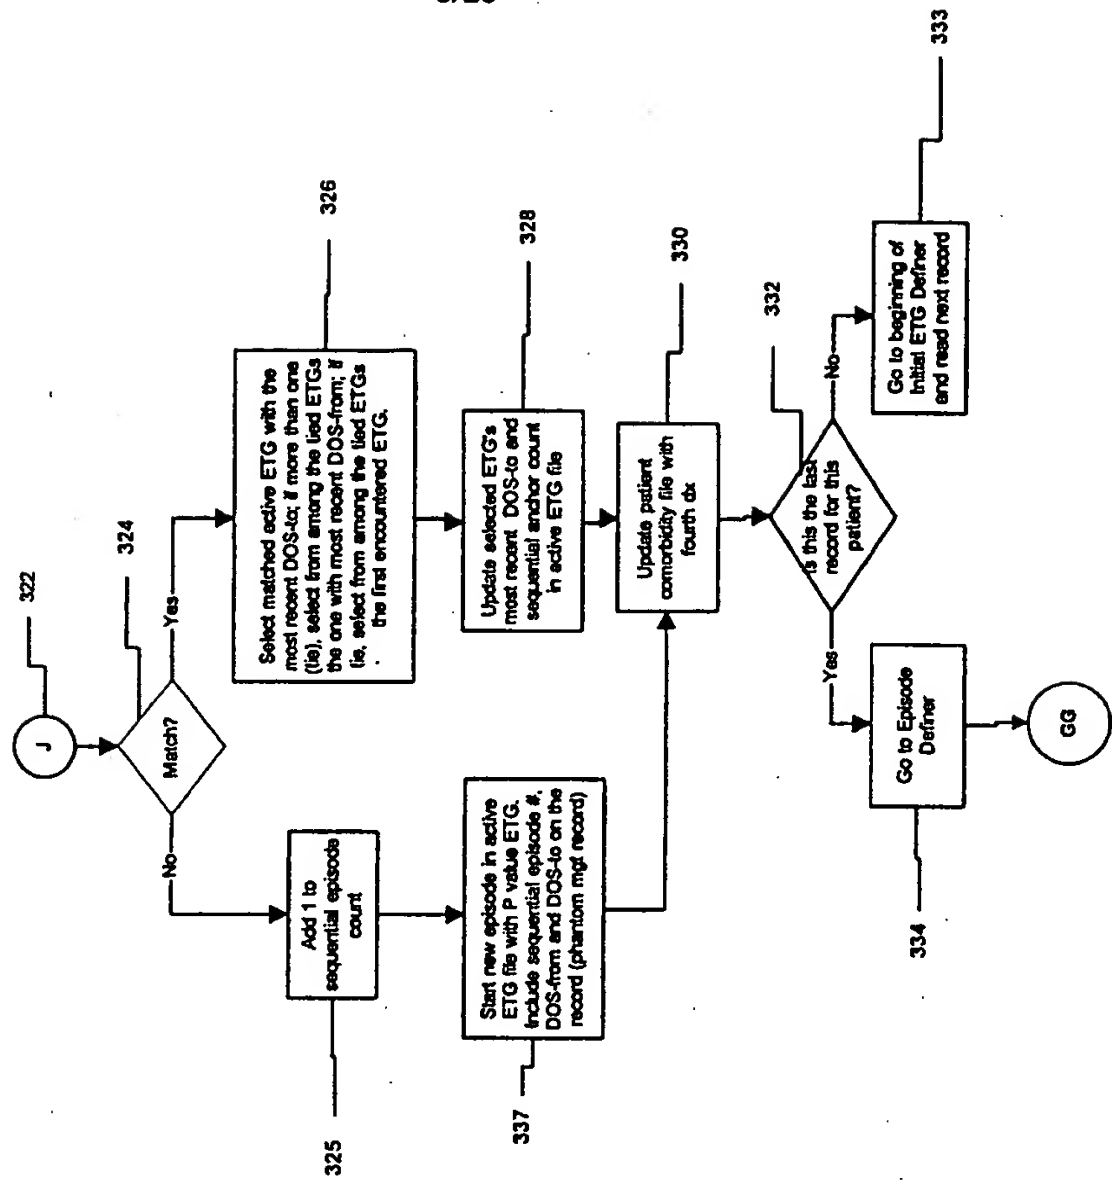 322
J
324
Match?
No
Yes
Select matched active ETG with the
most recent DOS-to; if more than one
(tie), select from among the tied ETGs
the one with most recent DOS-from; if
tie, select from among the tied ETGs
the first encountered ETG.
326
Add 1 to
sequential episode
count
325
Update selected ETG's
most recent DOS-to and
sequential anchor count
in active ETG file
328
Start new episode in active
ETG file with P value ETG.
Include sequential episode #,
DOS-from and DOS-to on the
record (phantom mgt record)
337
Update patient
comorbidity file with
fourth dx
330
332
Is this the last
record for this
patient?
Yes
No
Go to Episode
Definer
334
Go to beginning of
Initial ETG Definer
and read next record
333
GG